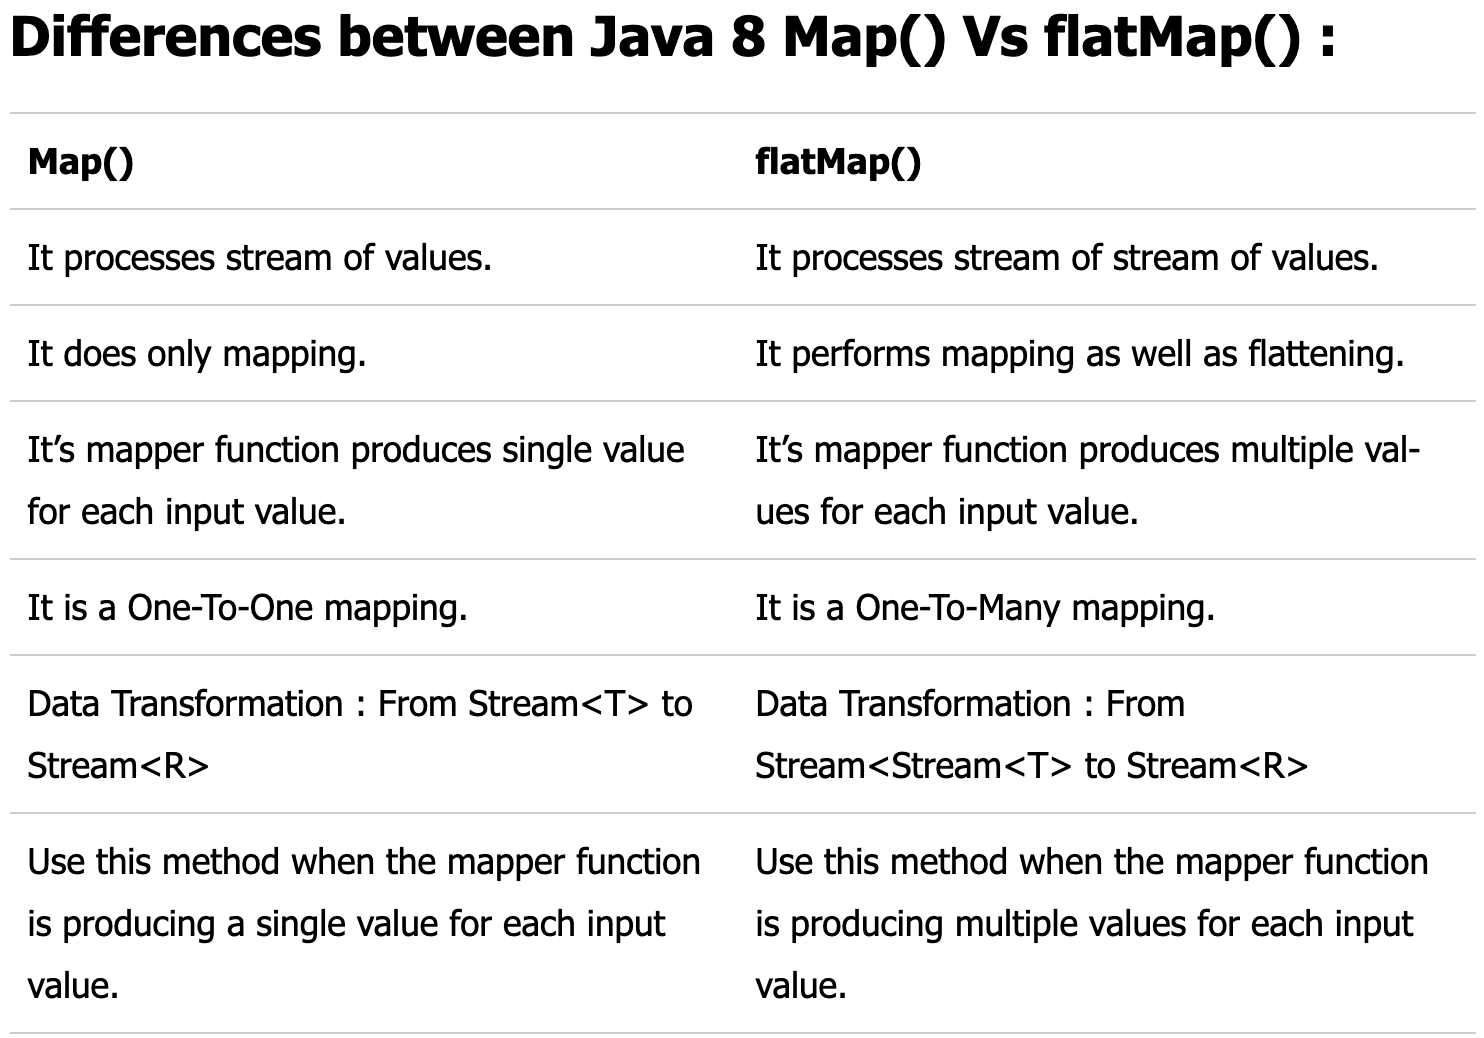 Differences between Java 8 Map() Vs flatMap() :
Map()
flatMap()
It processes stream of values.
It processes stream of stream of values.
It does only mapping.
It performs mapping as well as flattening.
It’s mapper function produces single value
for each input value.
It’s mapper function produces multiple val-
ues for each input value.
It is a One-To-One mapping.
It is a One-To-Many mapping.
Data Transformation : From Stream<T> to
Stream<R>
Data Transformation : From
Stream<Stream<T> to Stream<R>
Use this method when the mapper function
is producing a single value for each input
value.
Use this method when the mapper function
is producing multiple values for each input
value.